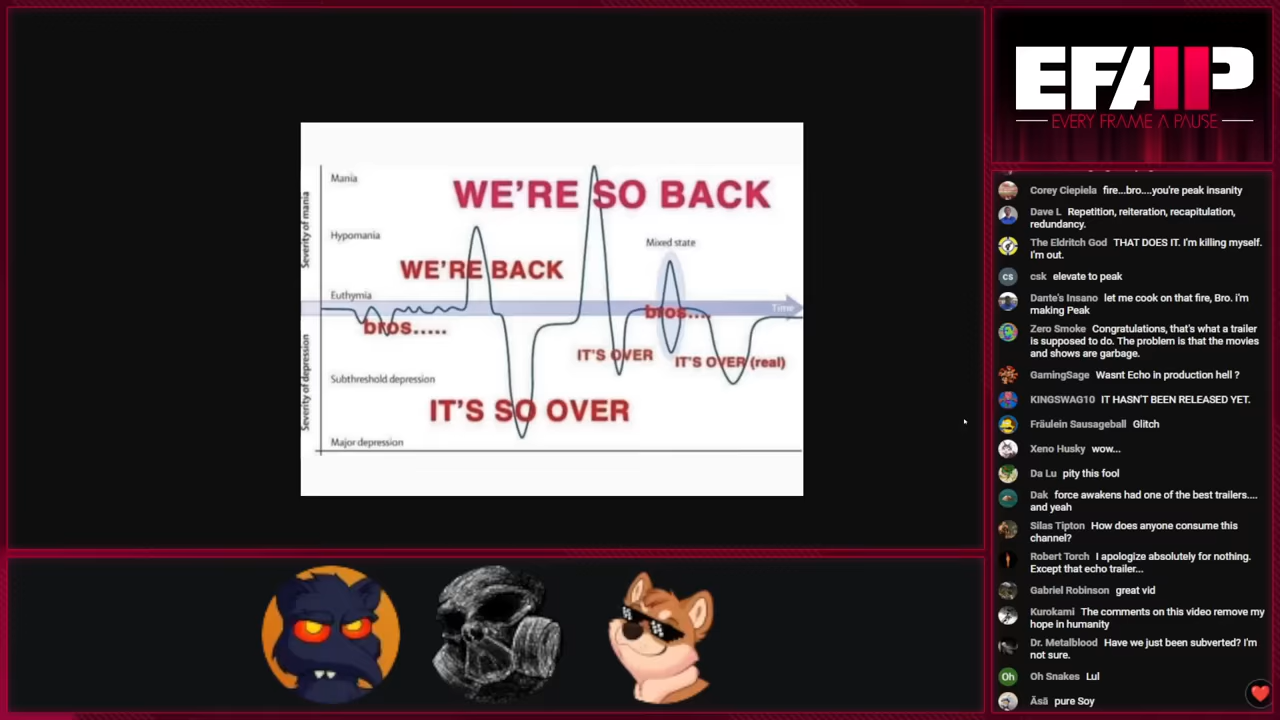 Mania
WE'RE SO BACK
Severity of mania
Hypomania
Mixed state
WE'RE BACK
Euthymia
Time
bros.....
bros....
IT'S OVER
IT'S OVER (real)
Subthreshold depression
Severity of depression
IT'S SO OVER
Major depression
EFAP
EVERY FRAME A PAUSE
Corey Ciepiela fire...bro....you're peak insanity
Dave L Repetition, reiteration, recapitulation,
redundancy.
The Eldritch God THAT DOES IT. I'm killing myself.
I'm out.
csk elevate to peak
Dante's Insano let me cook on that fire, Bro. i'm
making Peak
Zero Smoke Congratulations, that's what a trailer
is supposed to do. The problem is that the movies
and shows are garbage.
GamingSage Wasnt Echo in production hell ?
KINGSWAG10 IT HASN'T BEEN RELEASED YET.
Fräulein Sausageball Glitch
Xeno Husky wow...
Da Lu pity this fool
Dak force awakens had one of the best trailers....
and yeah
Silas Tipton How does anyone consume this
channel?
Robert Torch I apologize absolutely for nothing.
Except that echo trailer...
Gabriel Robinson great vid
Kurokami The comments on this video remove my
hope in humanity
Dr. Metalblood Have we just been subverted? I'm
not sure.
Oh
Oh Snakes Lul
Äsä pure Soy